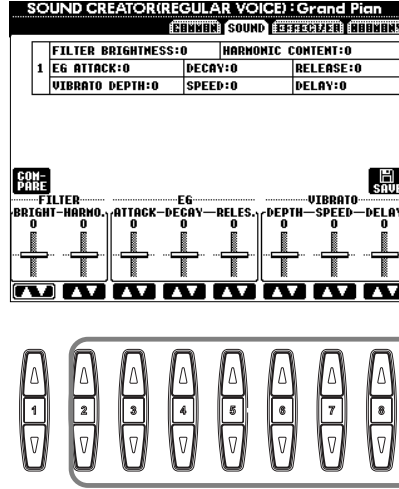 SOUND CREATOR(REGULAR VOICE):Grand Pian
COMMON SOUND EFFECT/EQ HARMONY
FILTER BRIGHTNESS:0 HARMONIC CONTENT:0
1 EG ATTACK:0 DECAY:0 RELEASE:0
VIBRATO DEPTH:0 SPEED:0 DELAY:0
COM-
PARE
SAVE
FILTER EG VIBRATO
BRIGHT-HARMO. ATTACK-DECAY-RELES. DEPTH-SPEED-DELAY
0 0 0 0 0 0 0 0
1 2 3 4 5 6 7 8